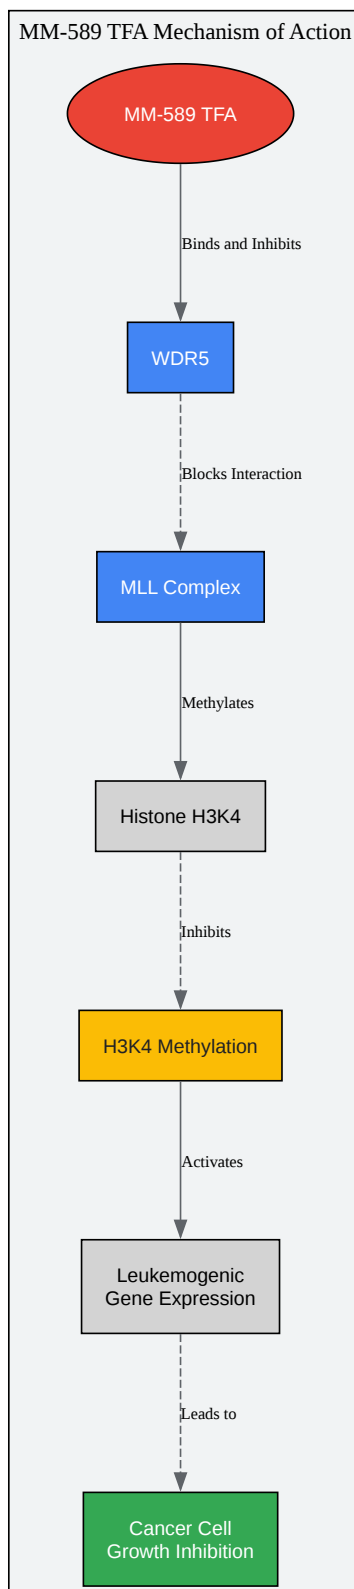 MM-589 TFA Mechanism of Action
MM-589 TFA
Binds and Inhibits
WDR5
Blocks Interaction
MLL Complex
Methylates
Histone H3K4
Inhibits
H3K4 Methylation
Activates
Leukemogenic
Gene Expression
Leads to
Cancer Cell
Growth Inhibition